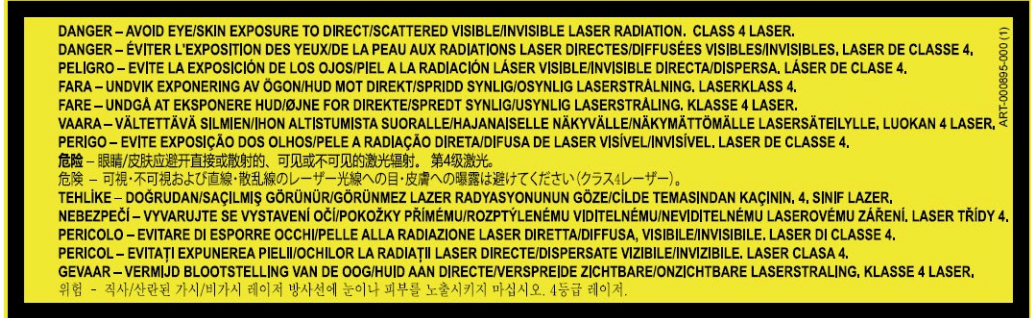 DANGER – AVOID EYE/SKIN EXPOSURE TO DIRECT/SCATTERED VISIBLE/INVISIBLE LASER RADIATION. CLASS 4 LASER.
DANGER – ÉVITER L'EXPOSITION DES YEUX/DE LA PEAU AUX RADIATIONS LASER DIRECTES/DIFFUSÉES VISIBLES/INVISIBLES. LASER DE CLASSE 4.
PELIGRO – EVITE LA EXPOSICIÓN DE LOS OJOS/PIEL A LA RADIACIÓN LÁSER VISIBLE/INVISIBLE DIRECTA/DISPERSA. LÁSER DE CLASE 4.
FARA – UNDVIK EXPONERING AV ÖGON/HUD MOT DIREKT/SPRIDD SYNLIG/OSYNLIG LASERSTRÅLNING. LASERKLASS 4.
FARE – UNDGÅ AT EKSPONERE HUD/ØJNE FOR DIREKTE/SPREDT SYNLIG/USYNLIG LASERSTRÅLING. KLASSE 4 LASER.
VAARA – VÄLTETTÄVÄ SILMIEN/IHON ALTISTUMISTA SUORALLE/HAJANAISELLE NÄKYVÄLLE/NÄKYMÄTTÖMÄLLE LASERSÄTEILYLLE. LUOKAN 4 LASER.
PERIGO – EVITE EXPOSIÇÃO DOS OLHOS/PELE A RADIAÇÃO DIRETA/DIFUSA DE LASER VISÍVEL/INVISÍVEL. LASER DE CLASSE 4.
危险 – 眼睛/皮肤应避开直接或散射的、可见或不可见的激光辐射。 第4级激光。
危険 – 可視・不可視および直線・散乱線のレーザー光線への目・皮膚への曝露は避けてください(クラス4レーザー)。
TEHLİKE – DOĞRUDAN/SAÇILMIŞ GÖRÜNÜR/GÖRÜNMEZ LAZER RADYASYONUNUN GÖZE/CİLDE TEMASINDAN KAÇININ. 4. SINIF LAZER.
NEBEZPEČÍ – VYVARUJTE SE VYSTAVENÍ OČÍ/POKOŽKY PŘÍMÉMU/ROZPTÝLENÉMU VIDITELNÉMU/NEVIDITELNÉMU LASEROVÉMU ZÁŘENÍ. LASER TŘÍDY 4.
PERICOLO – EVITARE DI ESPORRE OCCHI/PELLE ALLA RADIAZIONE LASER DIRETTA/DIFFUSA, VISIBILE/INVISIBILE. LASER DI CLASSE 4.
PERICOL – EVITAȚI EXPUNEREA PIELII/OCHILOR LA RADIAȚII LASER DIRECTE/DISPERSATE VIZIBILE/INVIZIBILE. LASER CLASA 4.
GEVAAR – VERMIJD BLOOTSTELLING VAN DE OOG/HUID AAN DIRECTE/VERSPREIDE ZICHTBARE/ONZICHTBARE LASERSTRALING. KLASSE 4 LASER.
위험 - 직사/산란된 가시/비가시 레이저 방사선에 눈이나 피부를 노출시키지 마십시오. 4등급 레이저.
ART-000895-000 (1)